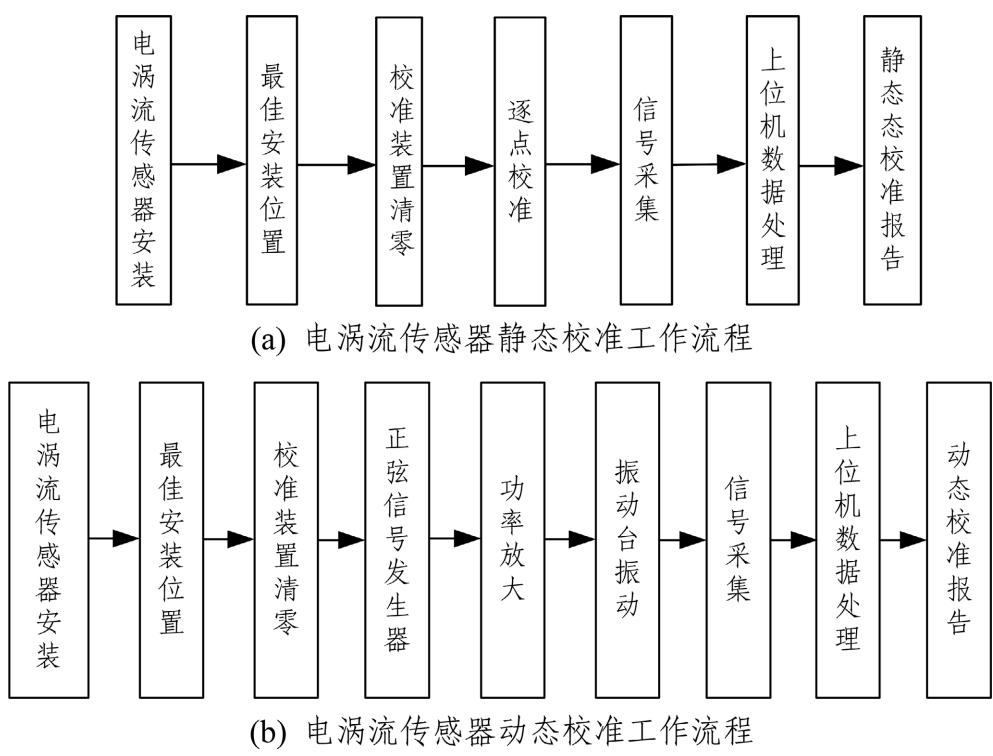 电涡流传感器安装
最佳安装位置
校准装置清零
逐点校准
信号采集
上位机数据处理
静态态校准报告
(a) 电涡流传感器静态校准工作流程
电涡流传感器安装
最佳安装位置
校准装置清零
正弦信号发生器
功率放大
振动台振动
信号采集
上位机数据处理
动态校准报告
(b) 电涡流传感器动态校准工作流程